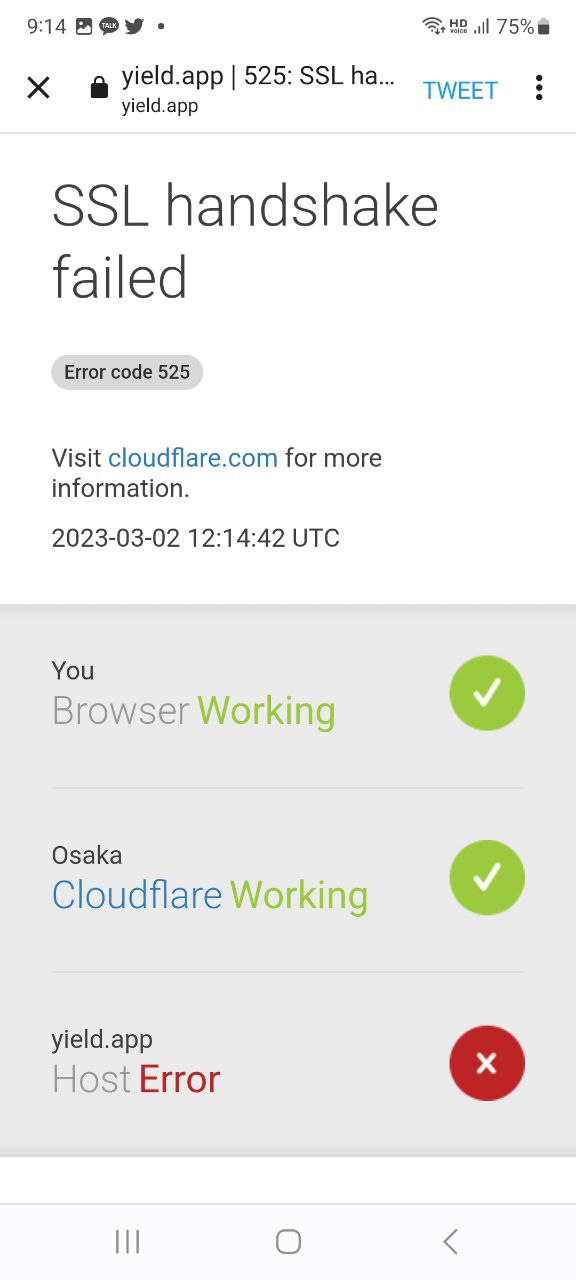 9:14 TALK HD voice 75%
yield.app | 525: SSL ha... TWEET
yield.app
SSL handshake
failed
Error code 525
Visit cloudflare.com for more
information.
2023-03-02 12:14:42 UTC
You
Browser Working
Osaka
Cloudflare Working
yield.app
Host Error